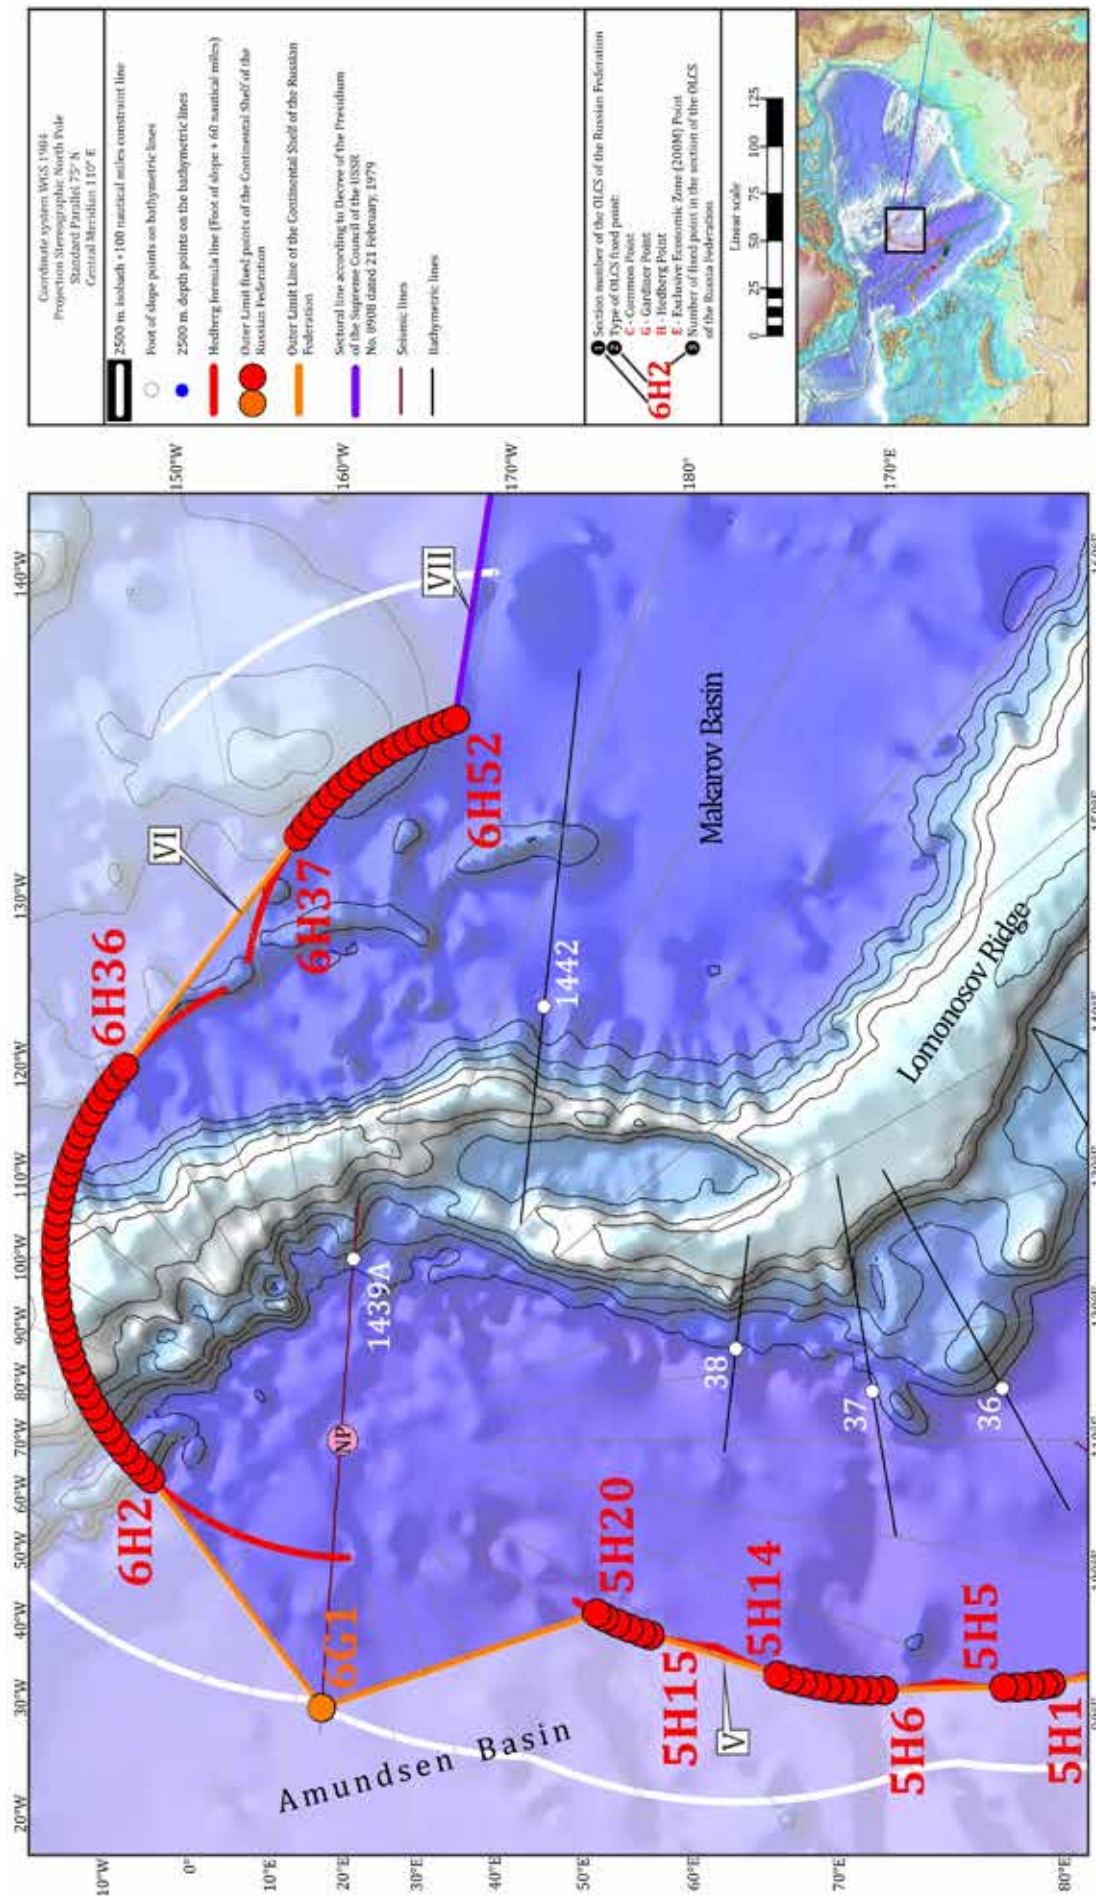 Coordinate system WGS 1984
Projection Stereographic North Pole
Standard Parallel 75° N
Central Meridian 110° E
2500 m. isobath +100 nautical miles constraint line
Foot of slope points on bathymetric lines
2500 m. depth points on the bathymetric lines
Hedberg formula line (Foot of slope + 60 nautical miles)
Outer Limit fixed points of the Continental Shelf of the
Russian Federation
Outer Limit Line of the Continental Shelf of the Russian
Federation
Sectoral line according to Decree of the Presidium
of the Supreme Council of the USSR
No. 8908 dated 21 February, 1979
Seismic lines
Bathymetric lines
6H2
1 Section number of the OLCS of the Russian Federation
2 Type of OLCS fixed point:
C - Common Point
G - Gardiner Point
H - Hedberg Point
E - Exclusive Economic Zone (200M) Point
3 Number of fixed point in the section of the OLCS
of the Russia Federation
Linear scale
0 25 50 75 100 125
20°W
30°W
40°W
50°W
60°W
70°W
80°W
90°W
100°W
110°W
120°W
130°W
140°W
150°W
160°W
170°W
180°
170°E
10°W
0°
10°E
20°E
30°E
40°E
50°E
60°E
70°E
80°E
6H36
VI
6H37
6H52
VII
6H2
6G1
NP
1439A
1442
Makarov Basin
Lomonosov Ridge
Amundsen Basin
38
37
36
5H20
5H15
5H14
V
5H6
5H5
5H1